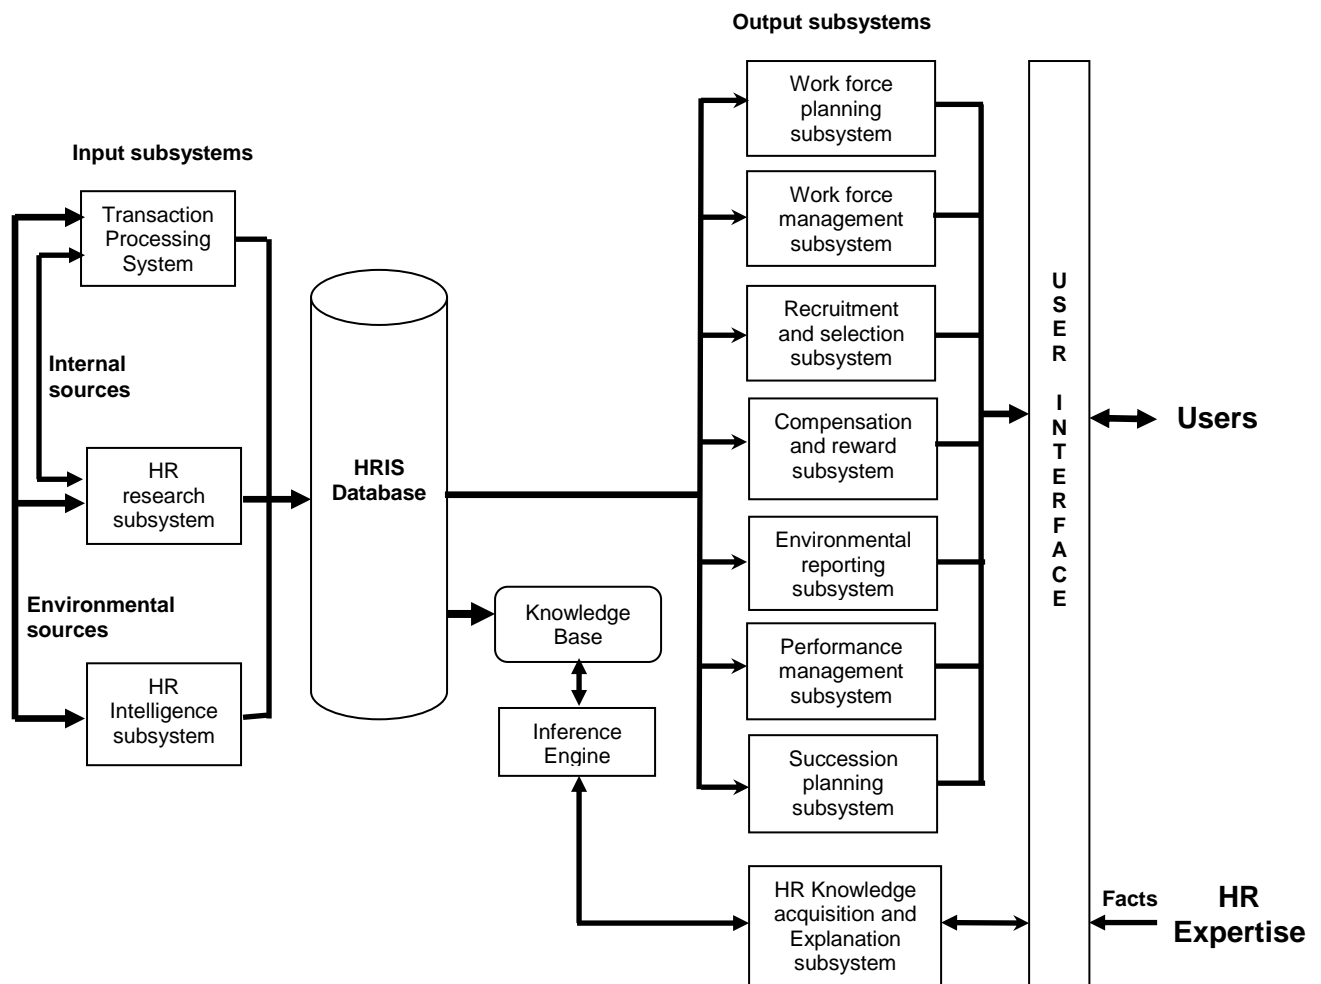 Output subsystems
Work force
planning
subsystem
Input subsystems
Transaction
Processing
System
Work force
management
subsystem
Internal
sources
Recruitment
and selection
subsystem
HR
research
subsystem
HRIS
Database
Compensation
and reward
subsystem
USER INTERFACE
Users
Environmental
sources
Environmental
reporting
subsystem
Knowledge
Base
HR
Intelligence
subsystem
Performance
management
subsystem
Inference
Engine
Succession
planning
subsystem
HR Knowledge
acquisition and
Explanation
subsystem
Facts
HR
Expertise